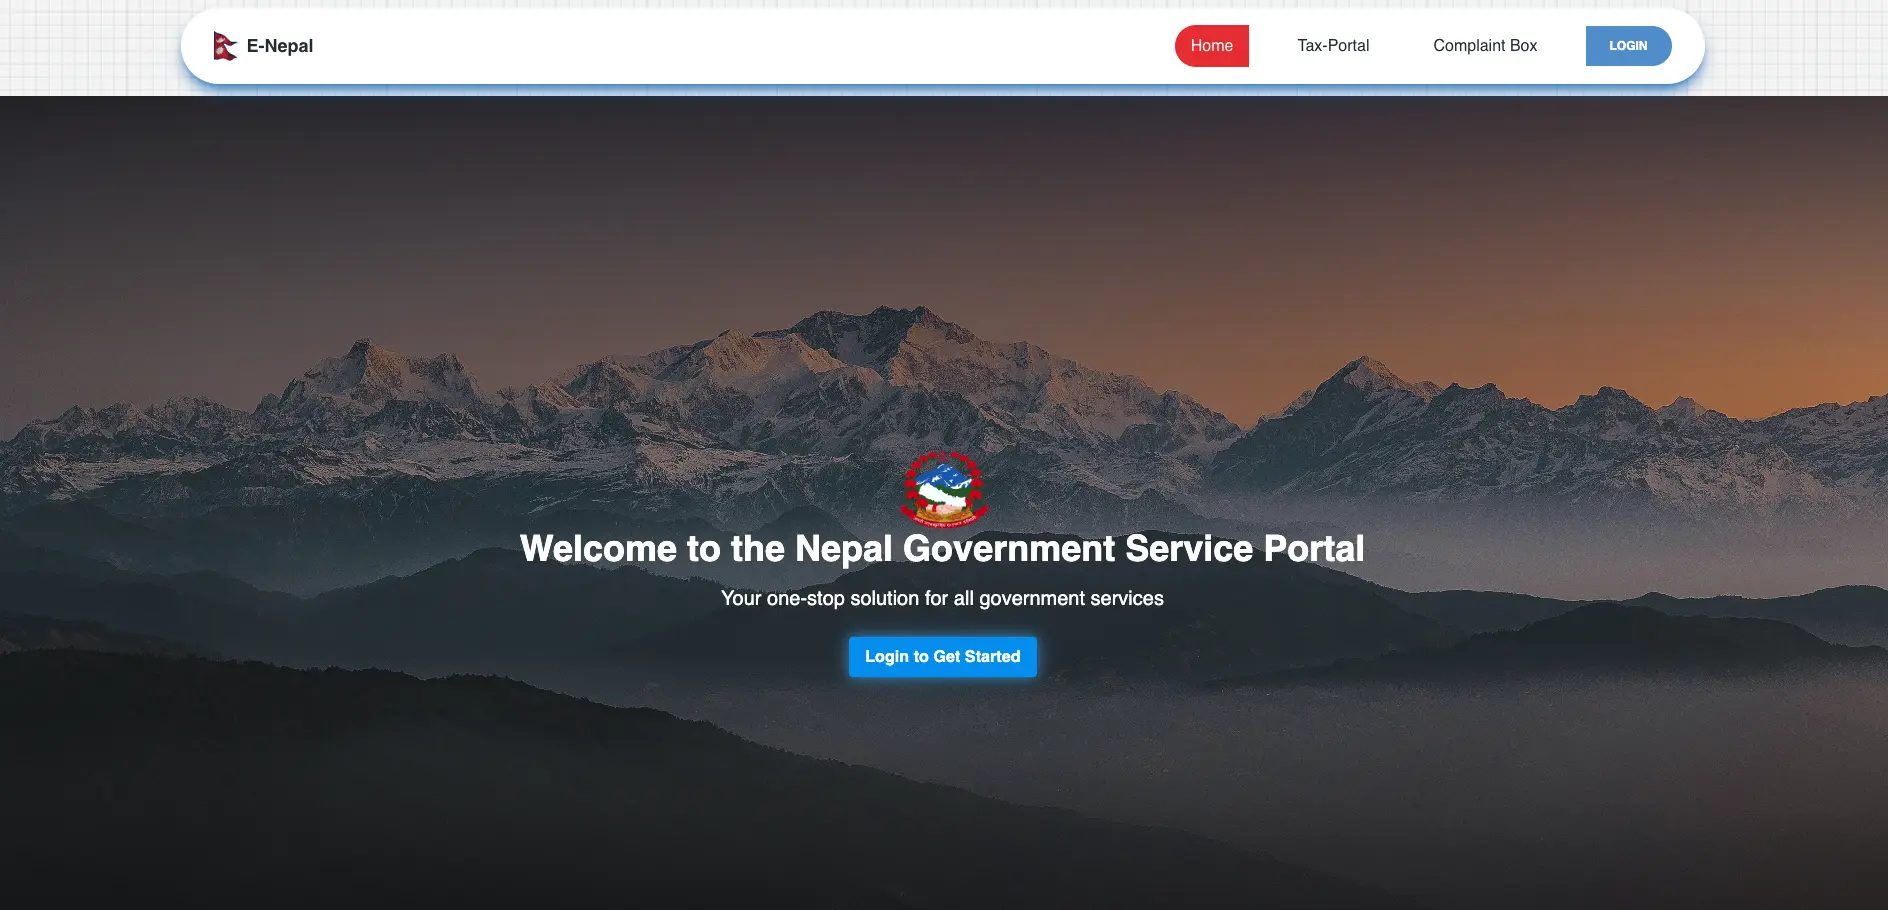 E-Nepal
Home
Tax-Portal
Complaint Box
LOGIN
Welcome to the Nepal Government Service Portal
Your one-stop solution for all government services
Login to Get Started